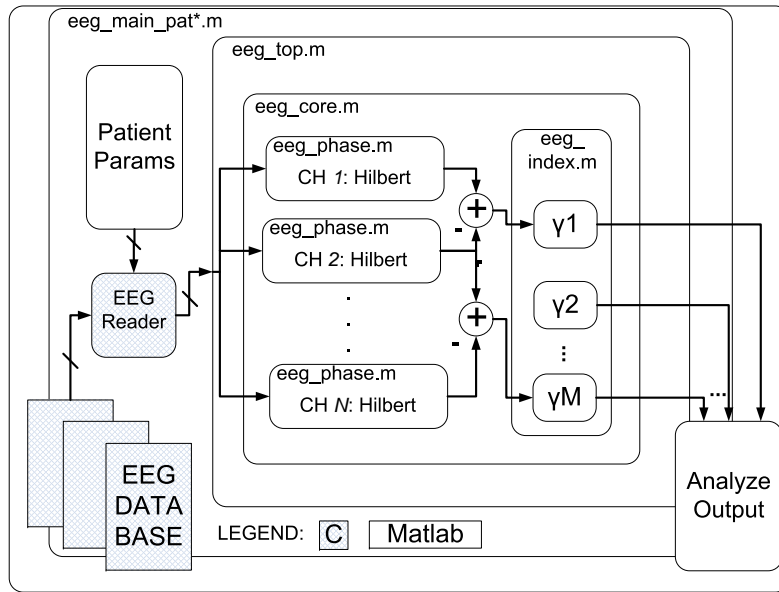 eeg_main_pat*.m
eeg_top.m
eeg_core.m
Patient
Params
eeg_phase.m
CH 1: Hilbert
eeg_
index.m
+
-
γ1
eeg_phase.m
CH 2: Hilbert
EEG
Reader
γ2
.
.
.
+
-
...
eeg_phase.m
CH N: Hilbert
γM
...
EEG
DATA
BASE
Analyze
Output
LEGEND: C Matlab